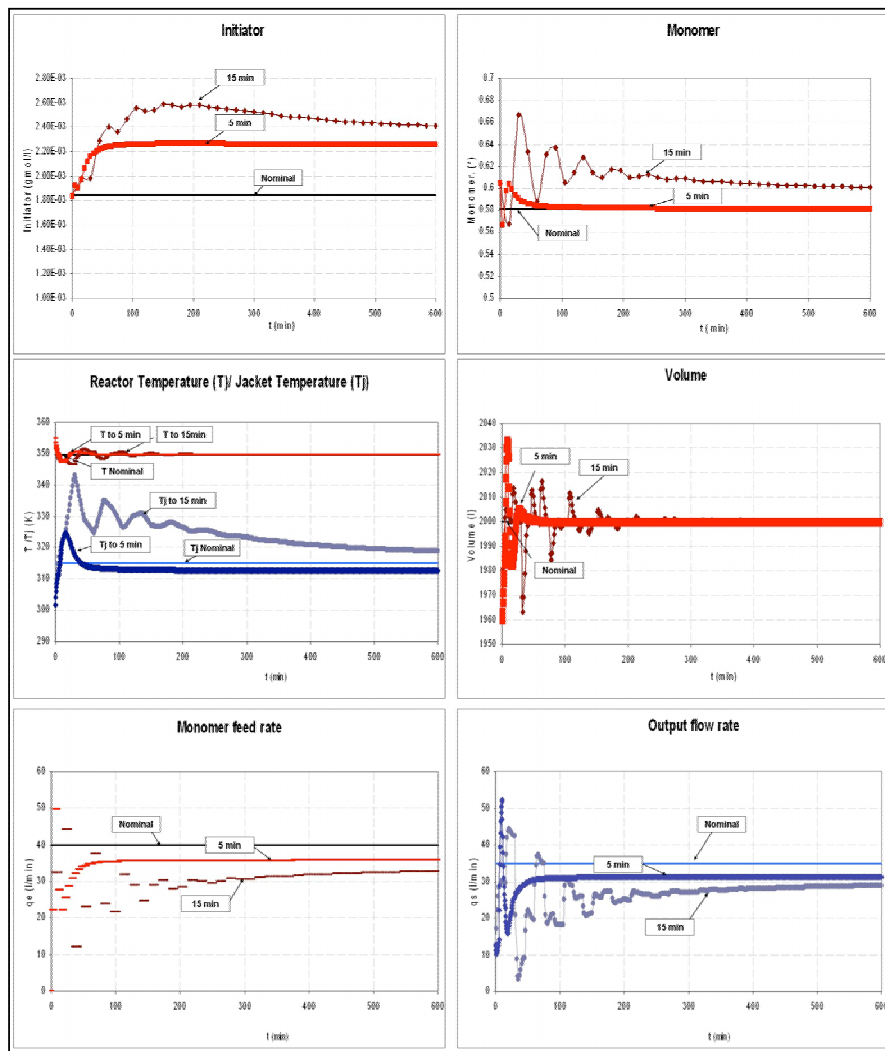 Initiator
2.80E-03
2.60E-03
2.40E-03
2.20E-03
2.00E-03
1.80E-03
1.60E-03
1.40E-03
1.20E-03
1.00E-03
Initiator (gmol/l)
15 min
5 min
Nominal
0 100 200 300 400 500 600
t (min)
Monomer
0.7
0.68
0.66
0.64
0.62
0.6
0.58
0.56
0.54
0.52
0.5
15 min
5 min
Nominal
0 100 200 300 400 500 600
t (min)
Reactor Temperature (T)/ Jacket Temperature (Tj)
360
350
340
330
320
310
300
290
T /Tj (K)
T to 5 min
T to 15min
T Nominal
Tj to 15 min
Tj to 5 min
Tj Nominal
0 100 200 300 400 500 600
t (min)
Volume
2040
2030
2020
2010
2000
1990
1980
1970
1960
1950
Volume (l)
5 min
15 min
Nominal
0 100 200 300 400 500 600
t (min)
Monomer feed rate
60
50
40
30
20
10
0
qe (l/min)
Nominal
5 min
15 min
0 100 200 300 400 500 600
t (min)
Output flow rate
60
50
40
30
20
10
0
qs (l/min)
Nominal
5 min
15 min
0 100 200 300 400 500 600
t (min)